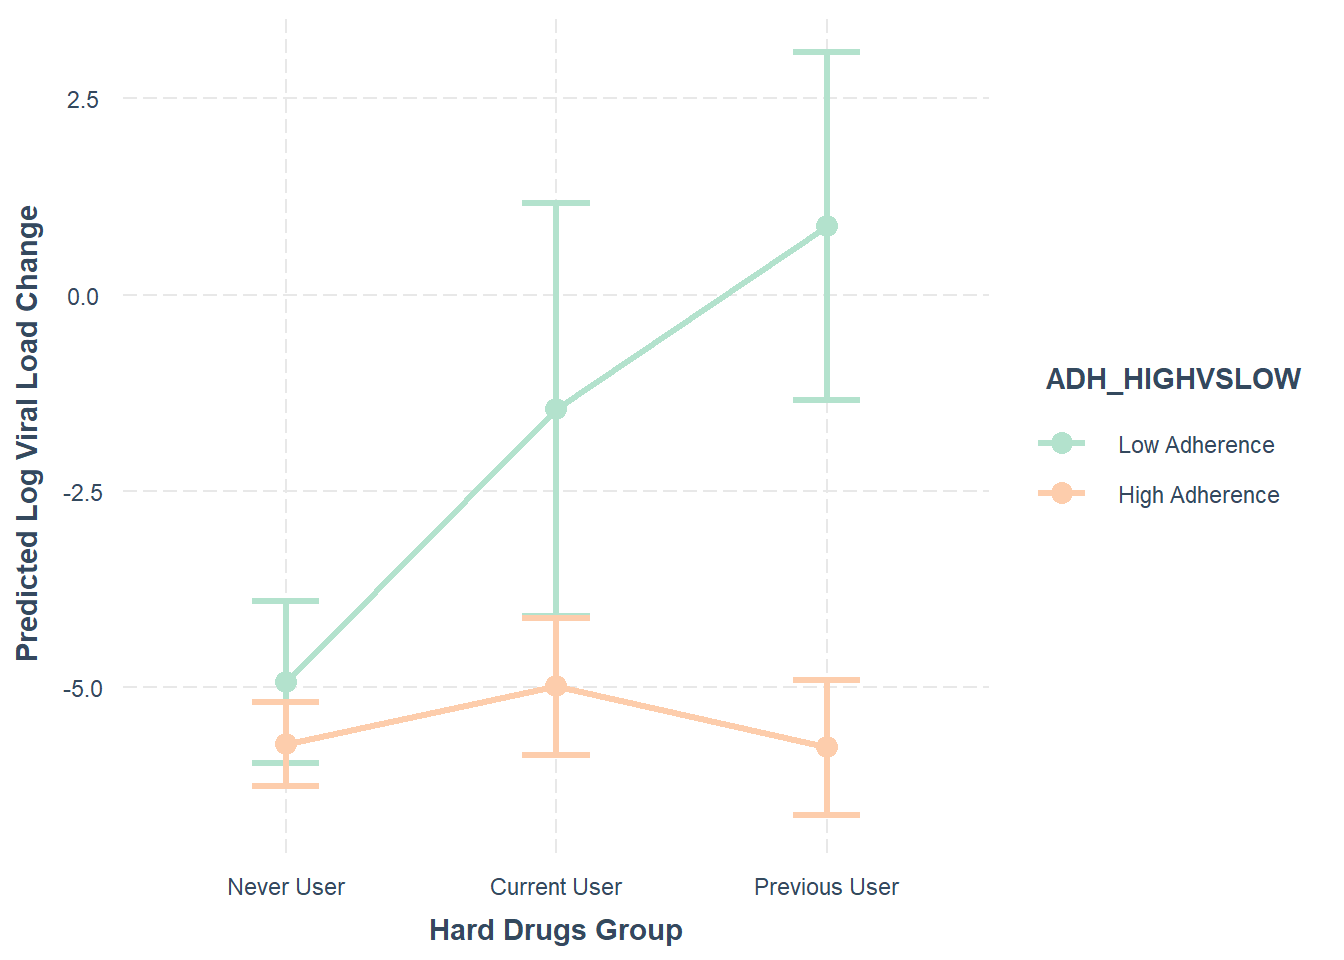 Predicted Log Viral Load Change
2.5
0.0
-2.5
-5.0
Never User
Current User
Previous User
Hard Drugs Group
ADH_HIGHVSLOW
Low Adherence
High Adherence